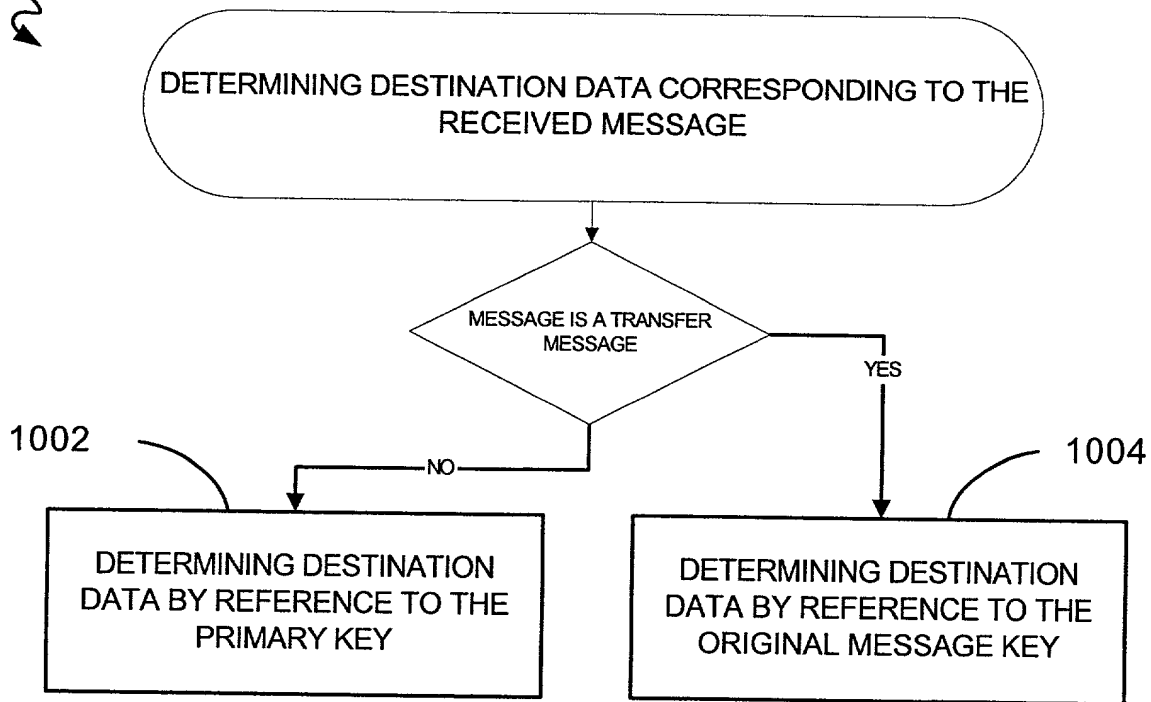 DETERMINING DESTINATION DATA CORRESPONDING TO THE
RECEIVED MESSAGE
MESSAGE IS A TRANSFER
MESSAGE
YES
1002
NO
1004
DETERMINING DESTINATION
DATA BY REFERENCE TO THE
PRIMARY KEY
DETERMINING DESTINATION
DATA BY REFERENCE TO THE
ORIGINAL MESSAGE KEY